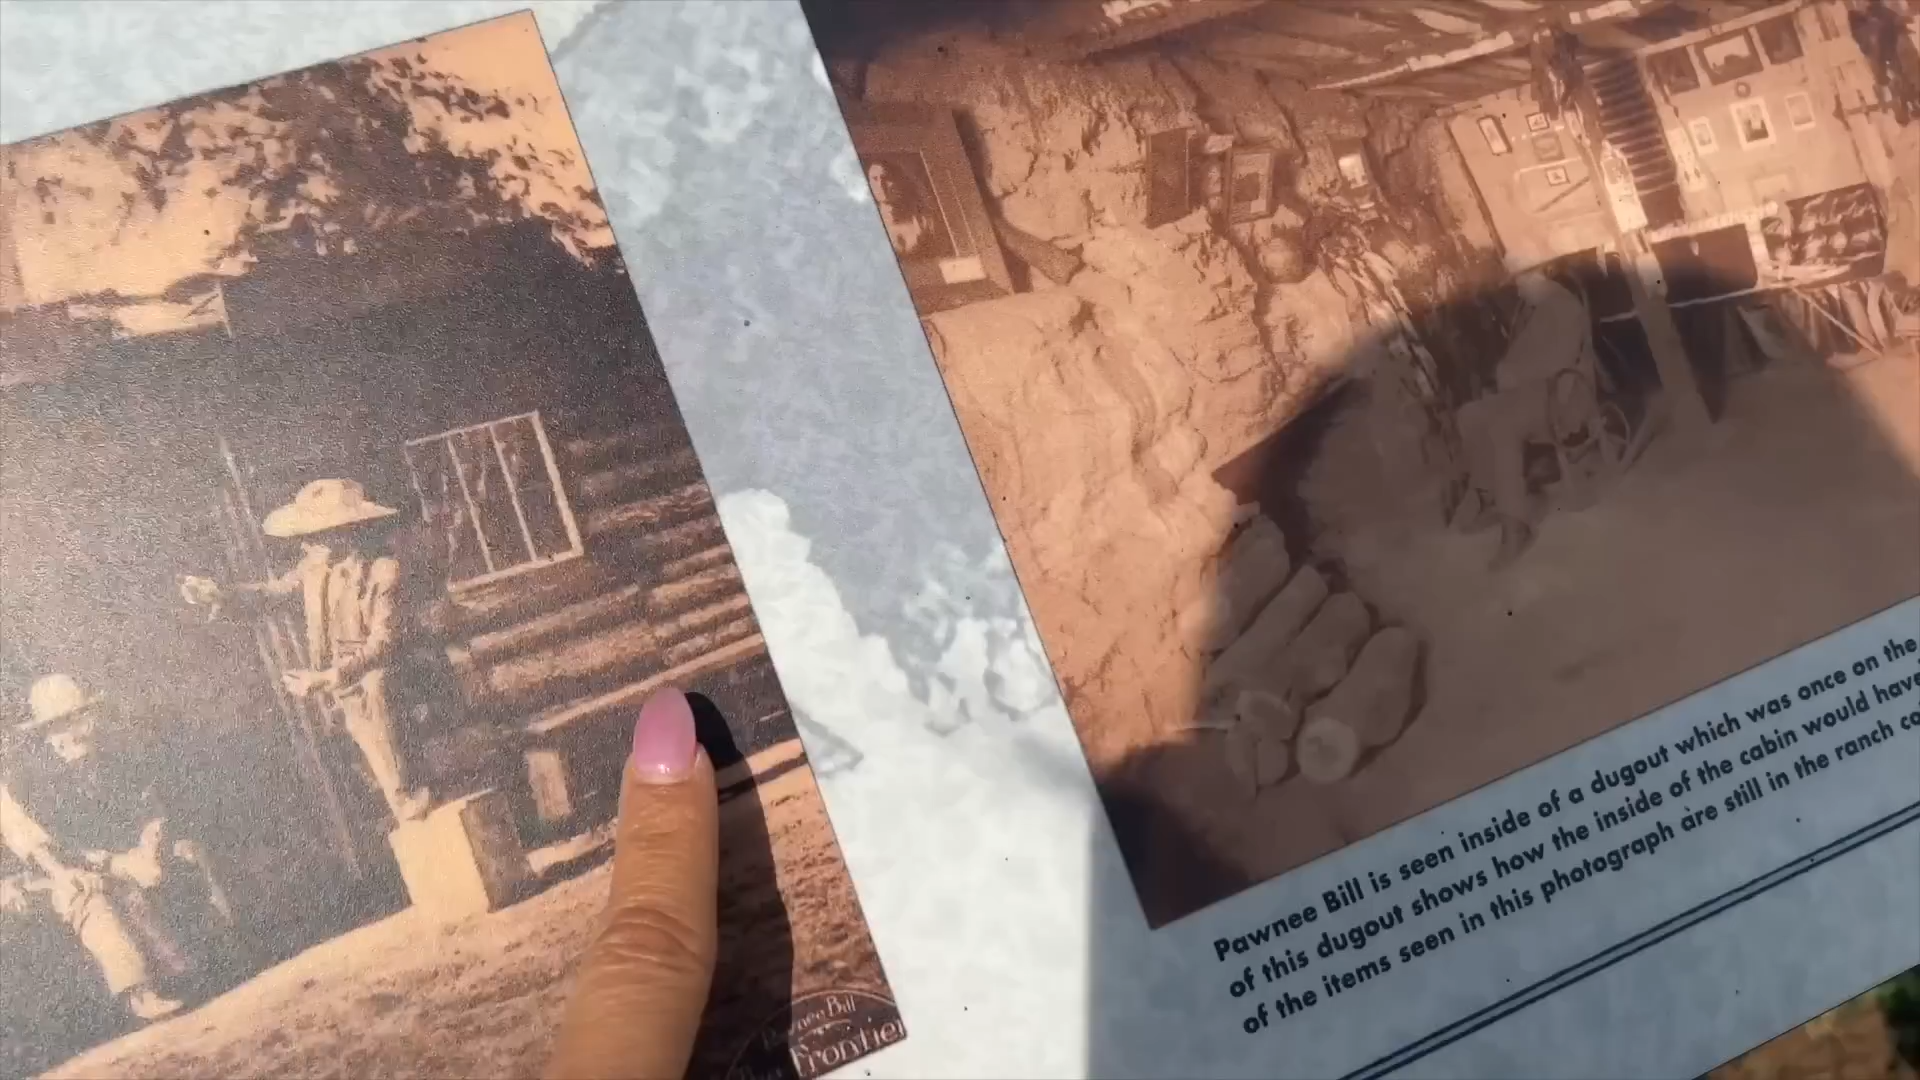 Pawnee Bill
Frontier
Pawnee Bill is seen inside of a dugout which was once on the
of this dugout shows how the inside of the cabin would have
of the items seen in this photograph are still in the ranch co